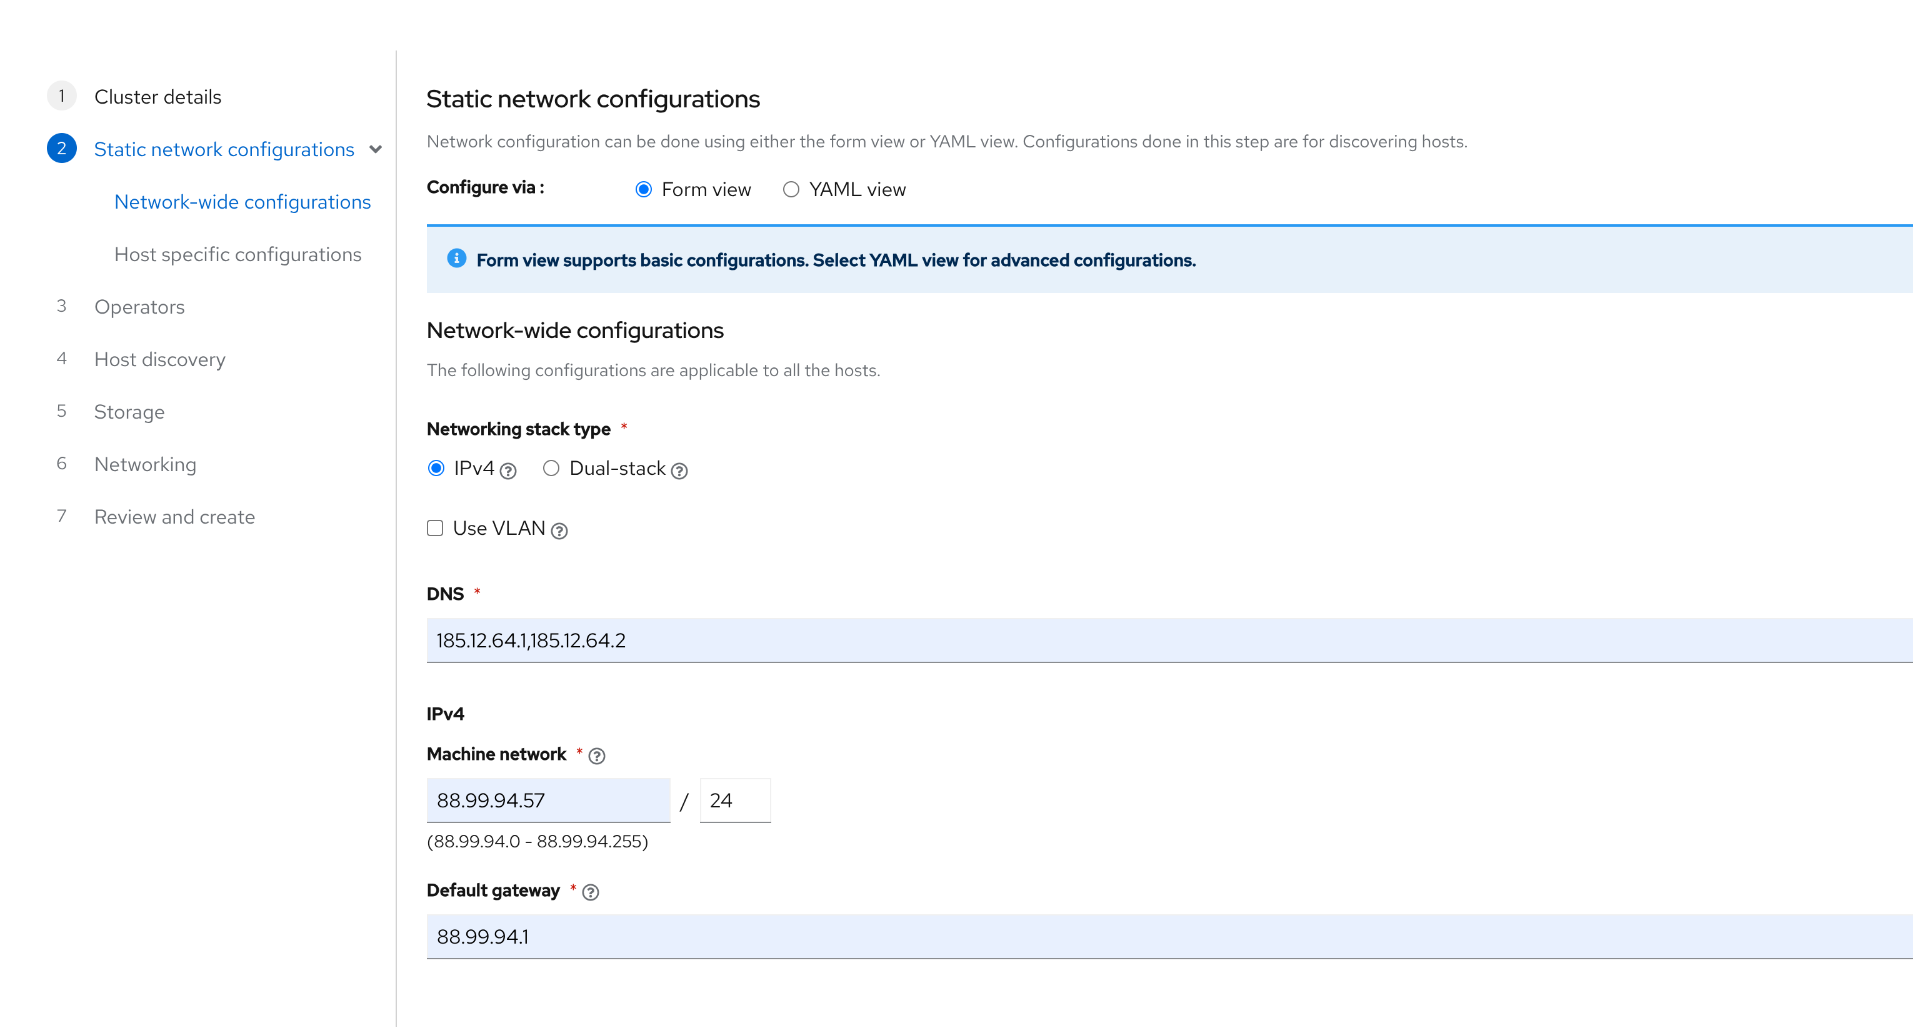 1 Cluster details
2 Static network configurations
Network-wide configurations
Host specific configurations
3 Operators
4 Host discovery
5 Storage
6 Networking
7 Review and create
Static network configurations
Network configuration can be done using either the form view or YAML view. Configurations done in this step are for discovering hosts.
Configure via : Form view YAML view
Form view supports basic configurations. Select YAML view for advanced configurations.
Network-wide configurations
The following configurations are applicable to all the hosts.
Networking stack type *
IPv4 Dual-stack
Use VLAN
DNS *
185.12.64.1,185.12.64.2
IPv4
Machine network *
88.99.94.57 / 24
(88.99.94.0 - 88.99.94.255)
Default gateway *
88.99.94.1